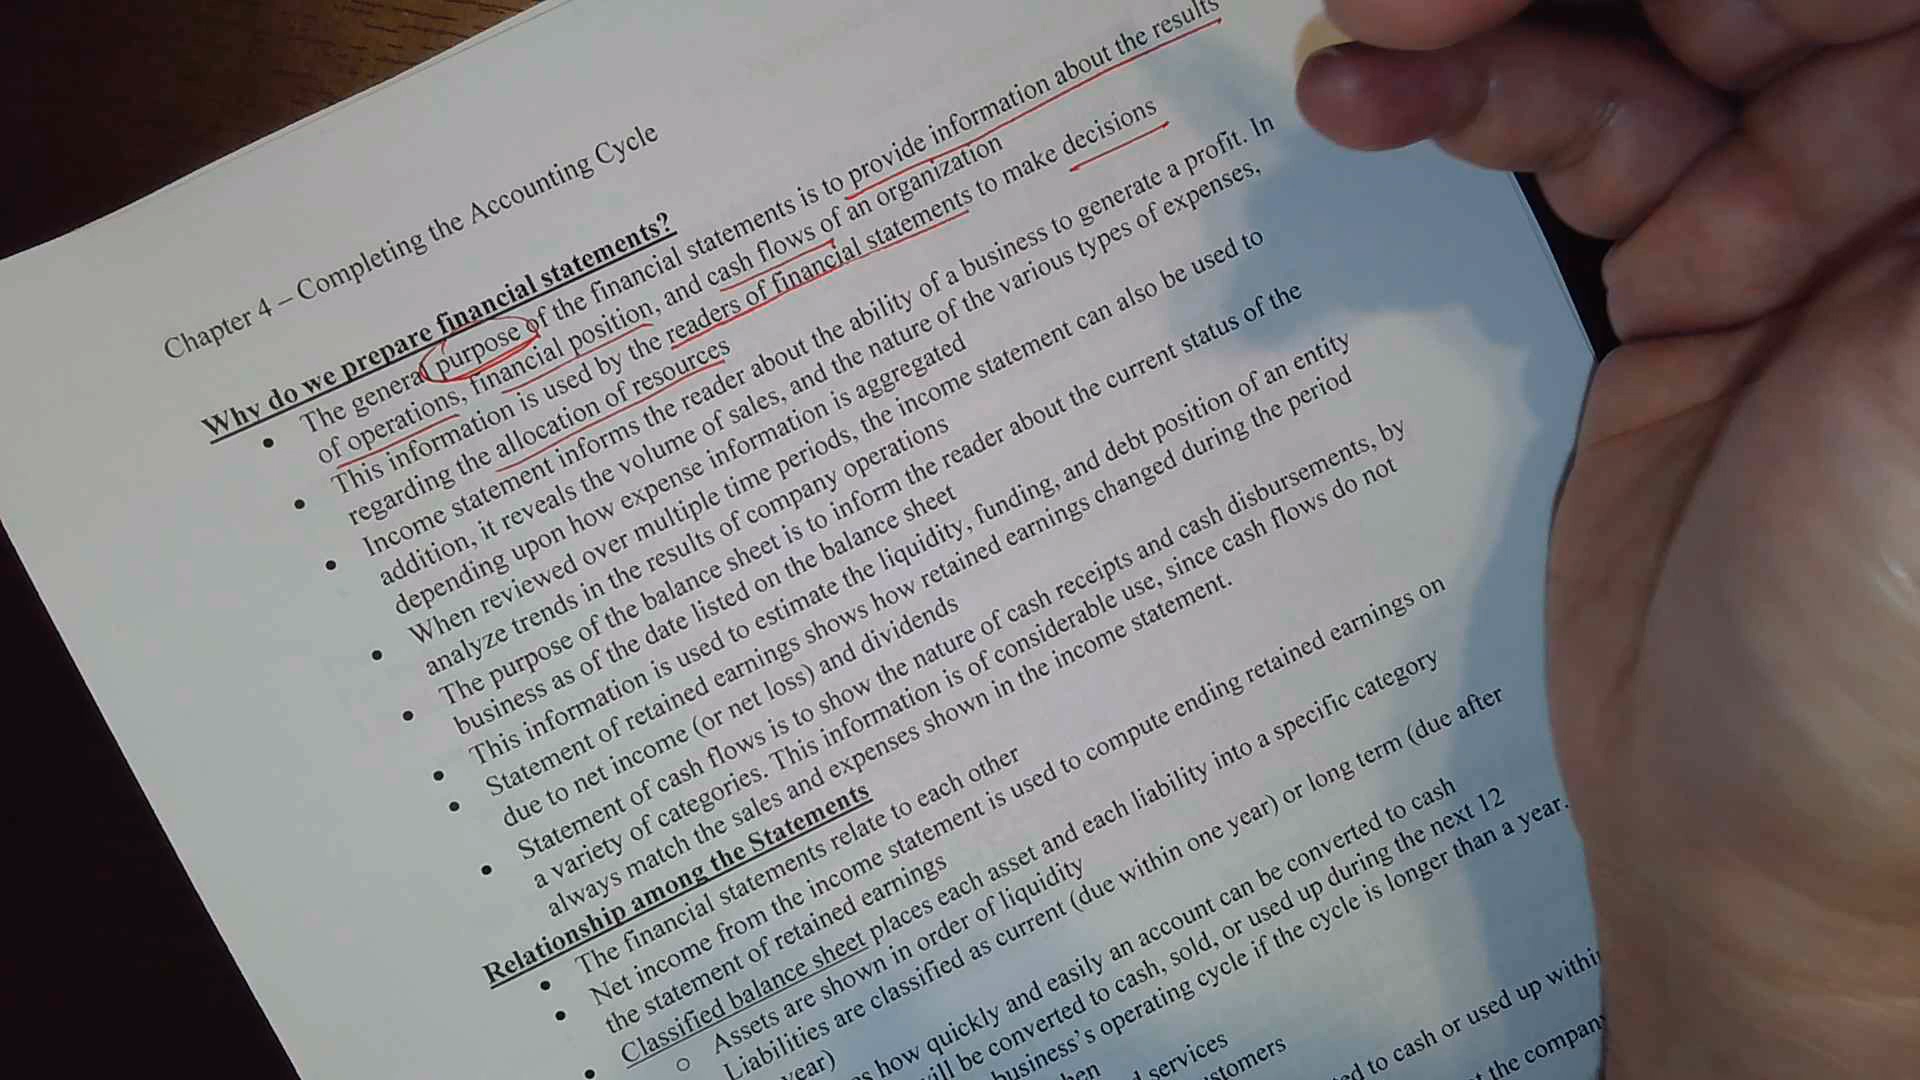 Chapter 4 – Completing the Accounting Cycle
Why do we prepare financial statements?
• The general purpose of the financial statements is to provide information about the results
of operations, financial position, and cash flows of an organization
• This information is used by the readers of financial statements to make decisions
regarding the allocation of resources
• Income statement informs the reader about the ability of a business to generate a profit. In
addition, it reveals the volume of sales, and the nature of the various types of expenses,
depending upon how expense information is aggregated
• When reviewed over multiple time periods, the income statement can also be used to
analyze trends in the results of company operations
• The purpose of the balance sheet is to inform the reader about the current status of the
business as of the date listed on the balance sheet
• This information is used to estimate the liquidity, funding, and debt position of an entity
• Statement of retained earnings shows how retained earnings changed during the period
due to net income (or net loss) and dividends
• Statement of cash flows is to show the nature of cash receipts and cash disbursements, by
a variety of categories. This information is of considerable use, since cash flows do not
always match the sales and expenses shown in the income statement.
Relationship among the Statements
• The financial statements relate to each other
• Net income from the income statement is used to compute ending retained earnings on
the statement of retained earnings
• Classified balance sheet places each asset and each liability into a specific category
o Assets are shown in order of liquidity
Liabilities are classified as current (due within one year) or long term (due after
year)
how quickly and easily an account can be converted to cash
be converted to cash, sold, or used up during the next 12
business's operating cycle if the cycle is longer than a year.
services
to cash or used up
the company